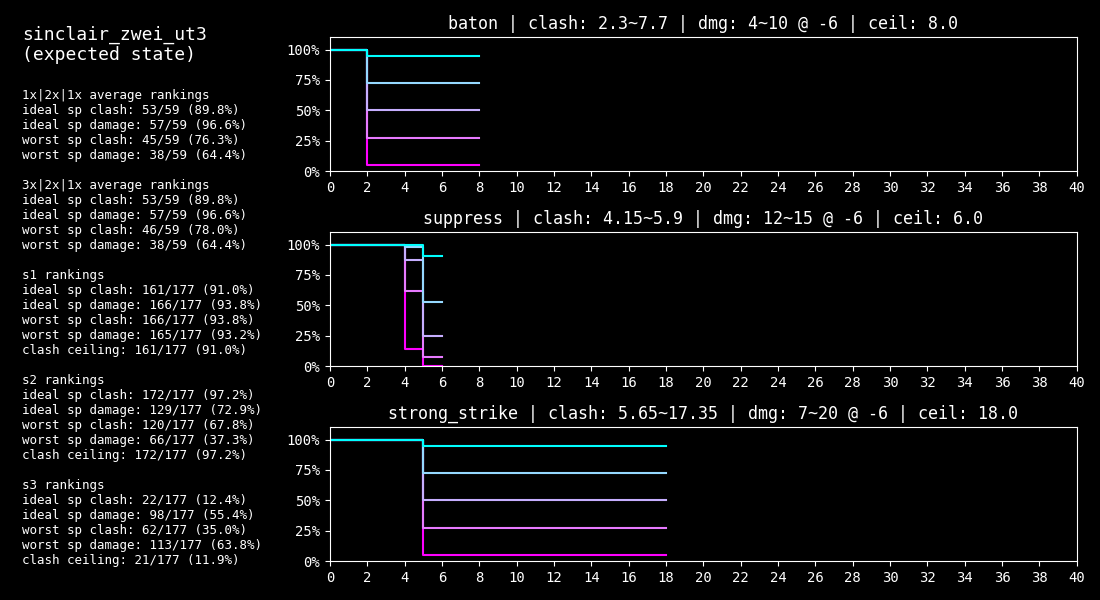 sinclair_zwei_ut3
(expected state)
1x|2x|1x average rankings
ideal sp clash: 53/59 (89.8%)
ideal sp damage: 57/59 (96.6%)
worst sp clash: 45/59 (76.3%)
worst sp damage: 38/59 (64.4%)
3x|2x|1x average rankings
ideal sp clash: 53/59 (89.8%)
ideal sp damage: 57/59 (96.6%)
worst sp clash: 46/59 (78.0%)
worst sp damage: 38/59 (64.4%)
s1 rankings
ideal sp clash: 161/177 (91.0%)
ideal sp damage: 166/177 (93.8%)
worst sp clash: 166/177 (93.8%)
worst sp damage: 165/177 (93.2%)
clash ceiling: 161/177 (91.0%)
s2 rankings
ideal sp clash: 172/177 (97.2%)
ideal sp damage: 129/177 (72.9%)
worst sp clash: 120/177 (67.8%)
worst sp damage: 66/177 (37.3%)
clash ceiling: 172/177 (97.2%)
s3 rankings
ideal sp clash: 22/177 (12.4%)
ideal sp damage: 98/177 (55.4%)
worst sp clash: 62/177 (35.0%)
worst sp damage: 113/177 (63.8%)
clash ceiling: 21/177 (11.9%)
baton | clash: 2.3~7.7 | dmg: 4~10 @ -6 | ceil: 8.0
100%
75%
50%
25%
0%
0 2 4 6 8 10 12 14 16 18 20 22 24 26 28 30 32 34 36 38 40
suppress | clash: 4.15~5.9 | dmg: 12~15 @ -6 | ceil: 6.0
100%
75%
50%
25%
0%
0 2 4 6 8 10 12 14 16 18 20 22 24 26 28 30 32 34 36 38 40
strong_strike | clash: 5.65~17.35 | dmg: 7~20 @ -6 | ceil: 18.0
100%
75%
50%
25%
0%
0 2 4 6 8 10 12 14 16 18 20 22 24 26 28 30 32 34 36 38 40